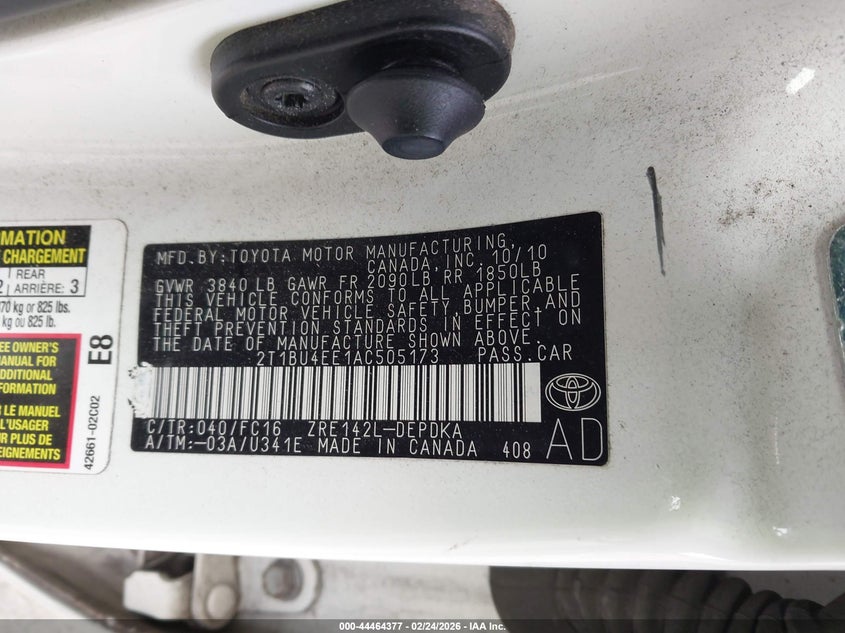 MATION
CHARGEMENT
REAR
ARRIÈRE: 3
kg or 825 lbs.
kg ou 825 lb.
EE OWNER'S
MANUAL FOR
ADDITIONAL
LE MANUEL
L'USAGER
PLUS DE
E8
42661-02C02
MFD.BY:TOYOTA MOTOR MANUFACTURING,
CANADA,INC. 10/10
GVWR 3840 LB GAWR FR 2090LB RR 1850LB
THIS VEHICLE CONFORMS TO ALL APPLICABLE
FEDERAL MOTOR VEHICLE SAFETY,BUMPER,AND
THEFT PREVENTION STANDARDS IN EFFECT ON
THE DATE OF MANUFACTURE SHOWN ABOVE.
2T1BU4EE1AC505173 PASS.CAR
C/TR:040/FC16 ZRE142L-DEPDKA
A/TM:-03A/U341E MADE IN CANADA 408
AD
000-44464377 - 02/24/2026 - IAA Inc.